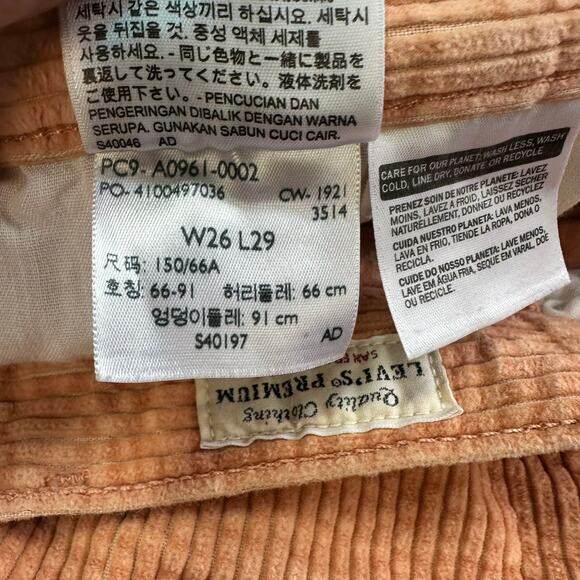 세탁시 같은 색상끼리 하십시오. 세탁시
옷을 뒤집을 것. 중성 액체 세제를
사용하세요. - 同じ色物と一緒に製品を
裏返して洗ってください。液体洗剤をお
使いください。- PENCUCIAN DAN
PENGERINGAN DIBALIK DENGAN WARNA
SERUPA. GUNAKAN SABUN CUCI CAIR.
S40046 AD
PC9- A0961-0002
PO- 4100497036 CW- 1921
3514
W26 L29
尺码: 150/66A
호칭: 66-91 허리둘레: 66 cm
엉덩이둘레: 91 cm
S40197 AD
CARE FOR OUR PLANET: WASH LESS, WASH
COLD, LINE DRY, DONATE OR RECYCLE
PRENEZ SOIN DE NOTRE PLANETE: LAVEZ
MOINS, LAVEZ À FROID, LAISSEZ SECHER
NATURELLEMENT, DONNEZ OU RECYCLEZ
CUIDA NUESTRO PLANETA: LAVA MENOS,
LAVA EN FRIO, TIENDE LA ROPA, DONA O
RECICLA
CUIDE DO NOSSO PLANETA: LAVE MENOS,
LAVE EM ÁGUA FRIA, SEQUE EM VARAL, DOE
OU RECICLE.
Quality Clothing
LEVI'S® PREMIUM